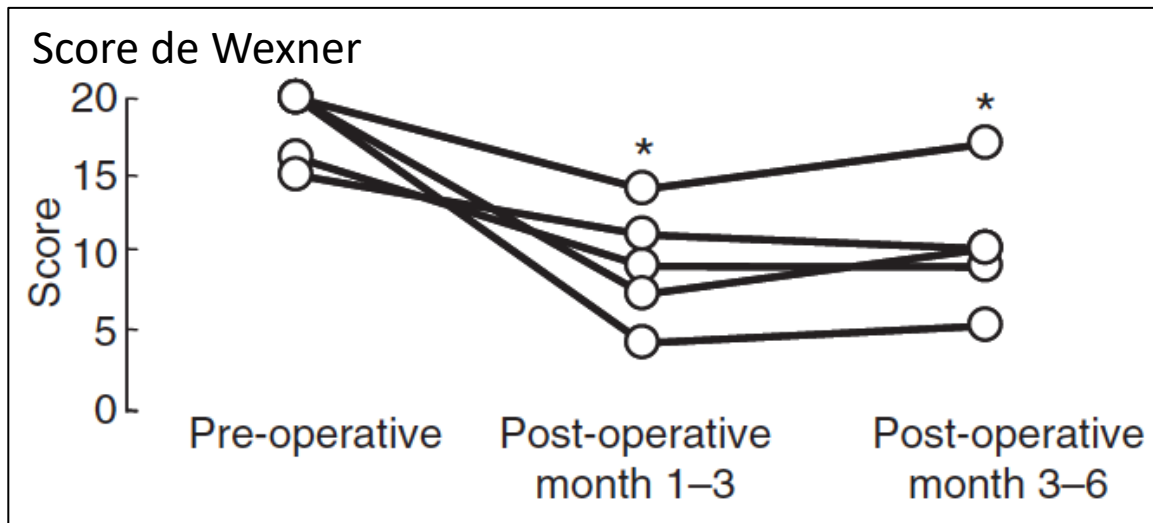 Score de Wexner
20
15
10
5
0
Score
*
*
Pre-operative
Post-operative
month 1–3
Post-operative
month 3–6